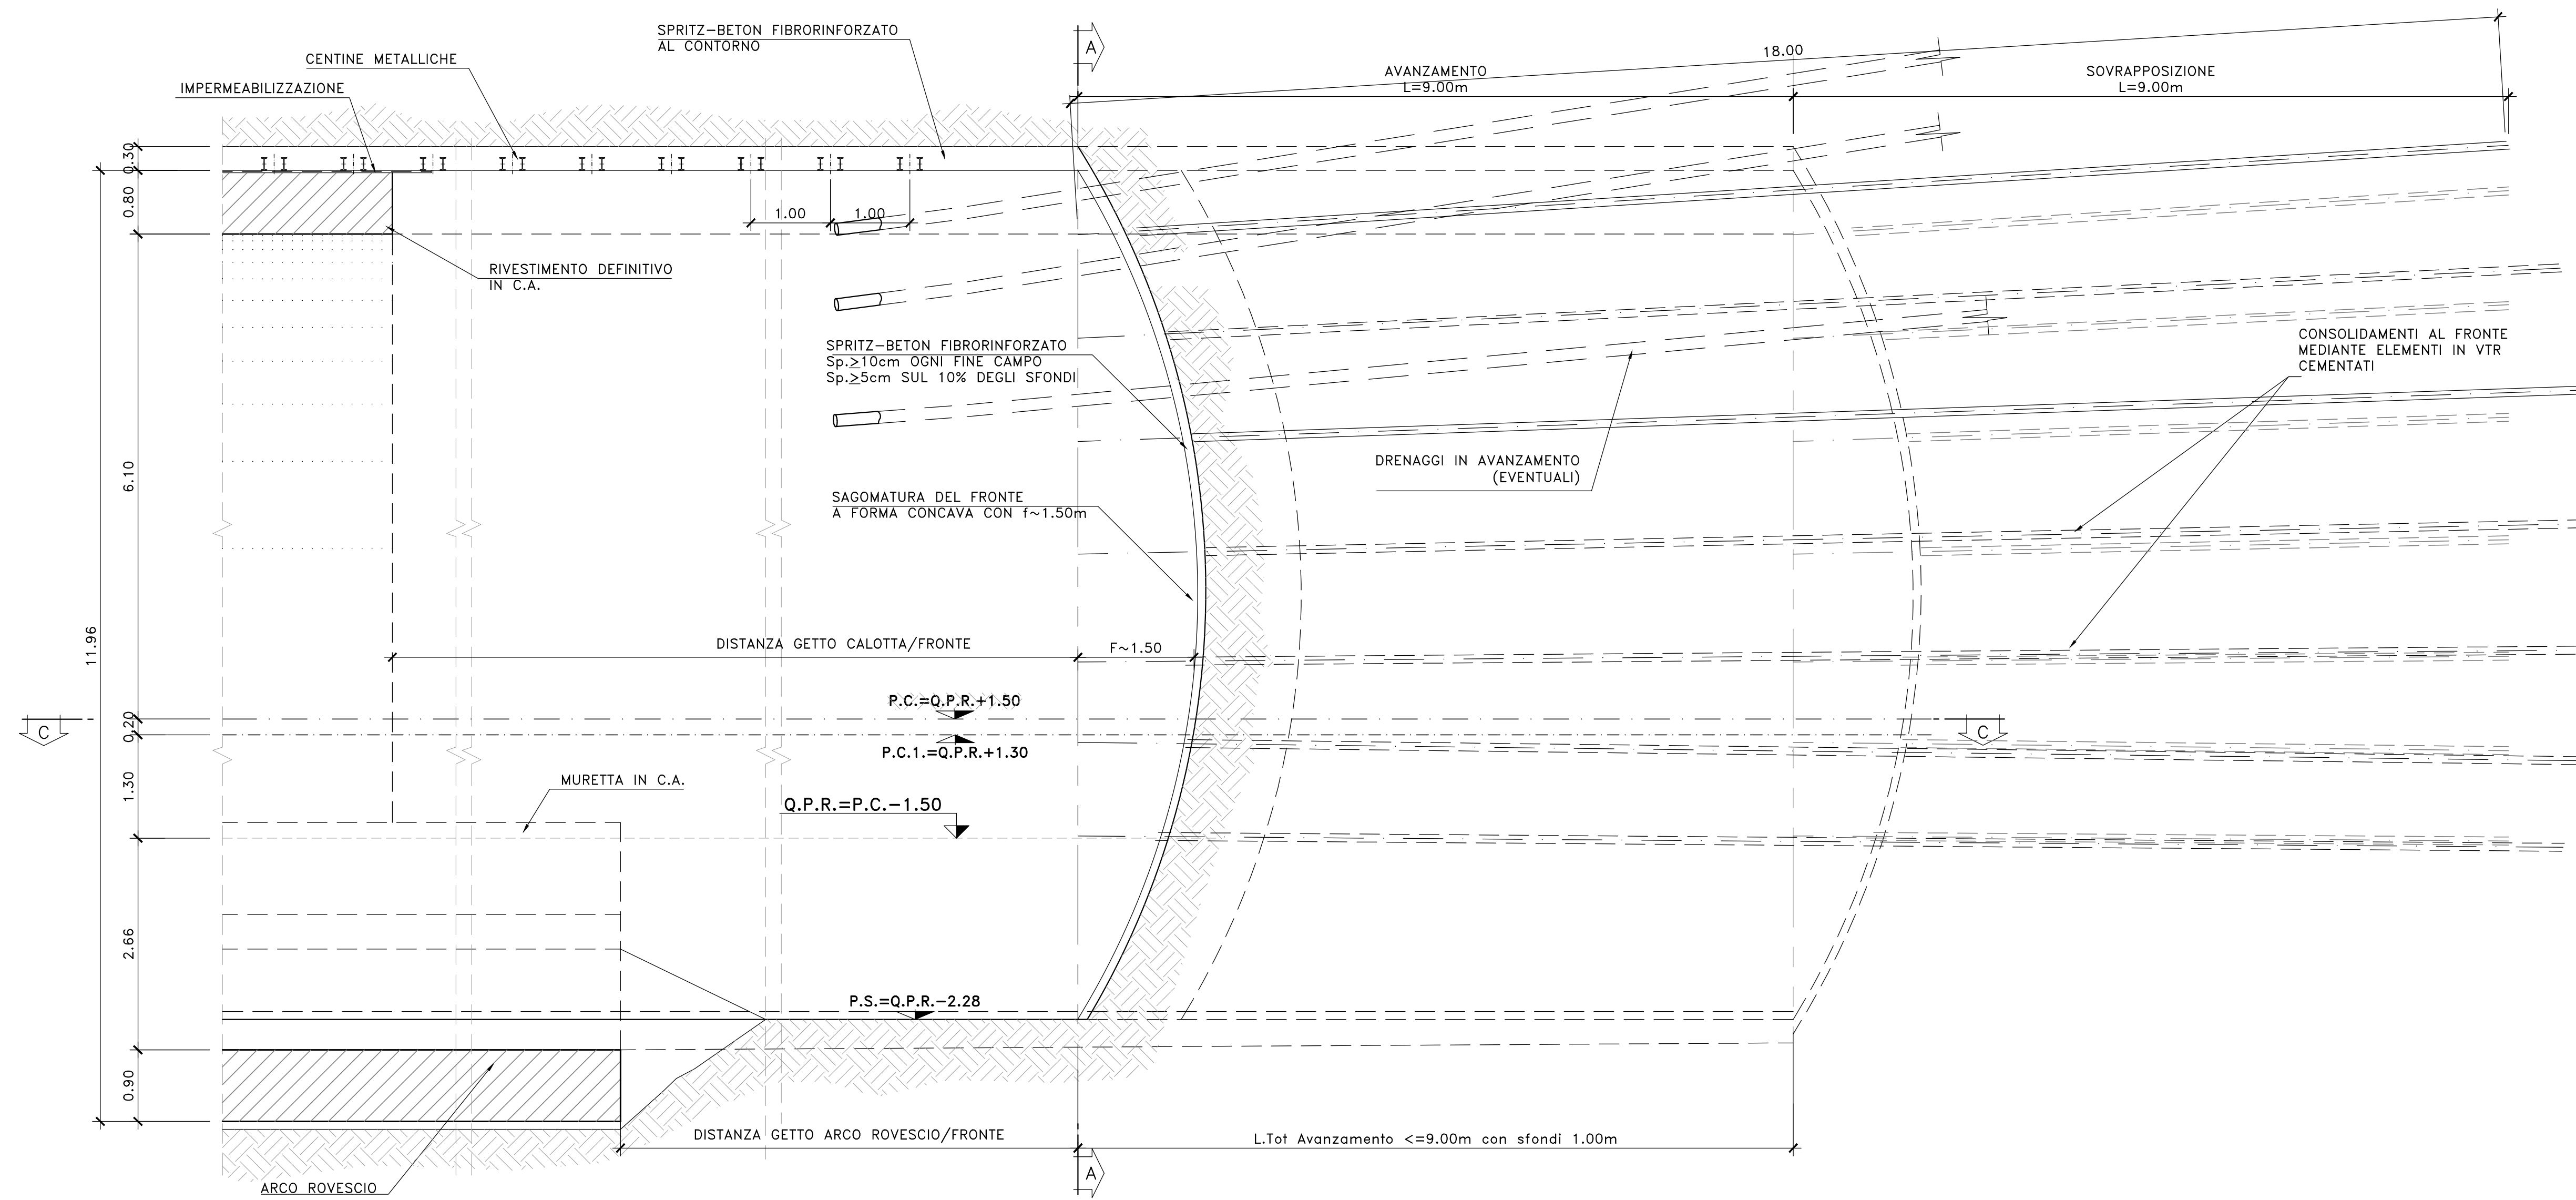 SPRITZ-BETON FIBRORINFORZATO
AL CONTORNO
CENTINE METALLICHE
IMPERMEABILIZZAZIONE
A
18.00
AVANZAMENTO
L=9.00m
SOVRAPPOSIZIONE
L=9.00m
0.30
0.80
1.00
1.00
RIVESTIMENTO DEFINITIVO
IN C.A.
SPRITZ-BETON FIBRORINFORZATO
Sp.≥10cm OGNI FINE CAMPO
Sp.≥5cm SUL 10% DEGLI SFONDI
CONSOLIDAMENTI AL FRONTE
MEDIANTE ELEMENTI IN VTR
CEMENTATI
6.10
DRENAGGI IN AVANZAMENTO
(EVENTUALI)
SAGOMATURA DEL FRONTE
A FORMA CONCAVA CON f~1.50m
11.96
DISTANZA GETTO CALOTTA/FRONTE
F~1.50
P.C.=Q.P.R.+1.50
0.20
C
C
P.C.1.=Q.P.R.+1.30
1.30
MURETTA IN C.A.
Q.P.R.=P.C.-1.50
2.66
P.S.=Q.P.R.-2.28
0.90
DISTANZA GETTO ARCO ROVESCIO/FRONTE
L.Tot Avanzamento <=9.00m con sfondi 1.00m
A
ARCO ROVESCIO